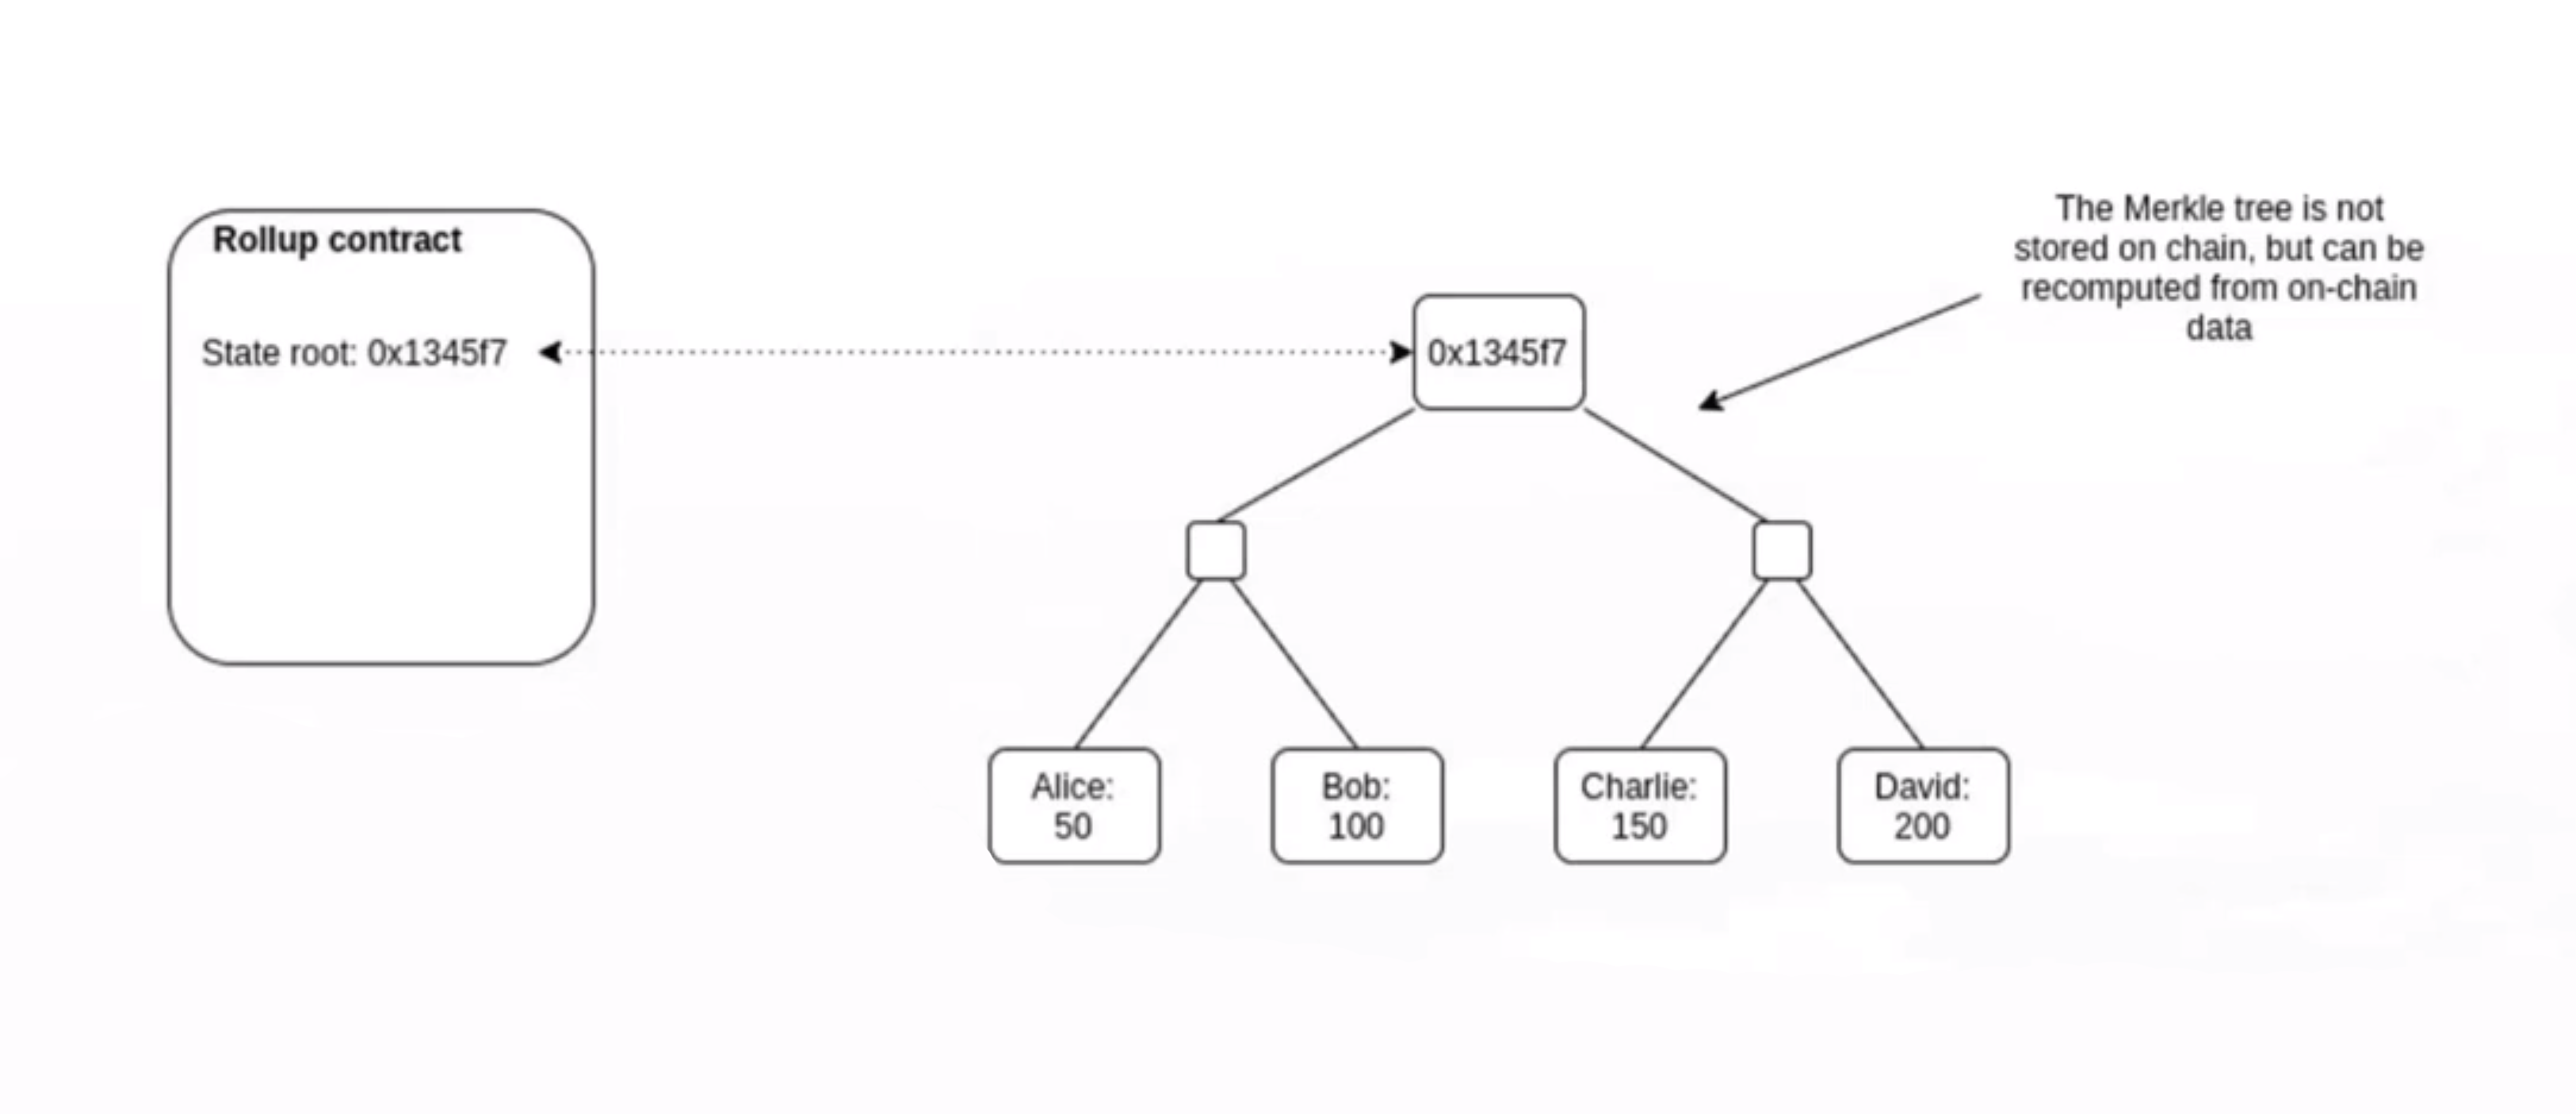 Rollup contract
State root: 0x1345f7
0x1345f7
The Merkle tree is not
stored on chain, but can be
recomputed from on-chain
data
Alice:
50
Bob:
100
Charlie:
150
David:
200